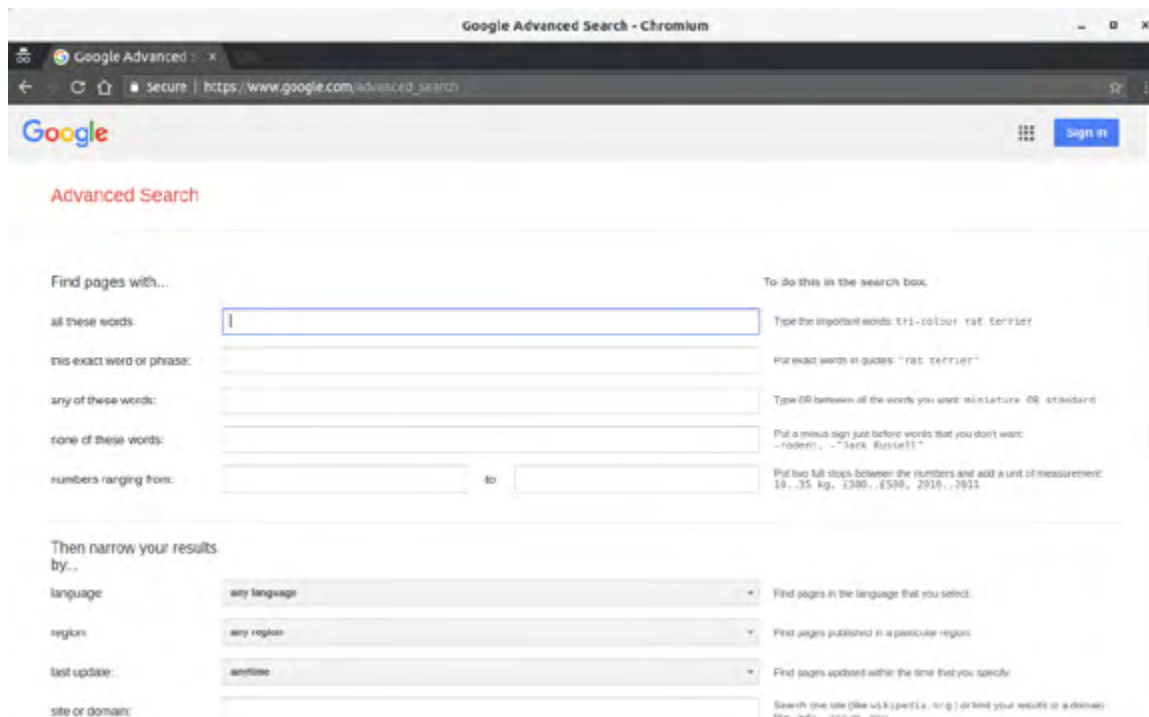 Google Advanced Search - Chromium
Google Advanced S x
Secure | https://www.google.com/advanced_search
Google
Sign in
Advanced Search
Find pages with...
To do this in the search box.
all these words:
Type the important words: tri-colour rat terrier
this exact word or phrase:
Put exact words in quotes: "rat terrier"
any of these words:
Type OR between all the words you want: miniature OR standard
none of these words:
Put a minus sign just before words that you don't want:
-rodent, -"Jack Russell"
numbers ranging from:
to
Put two full stops between the numbers and add a unit of measurement:
10..35 kg, £300..£500, 2010..2011
Then narrow your results
by...
language:
any language
Find pages in the language that you select.
region:
any region
Find pages published in a particular region.
last update:
anytime
Find pages updated within the time that you specify.
site or domain:
Search one site (like wikipedia.org) or limit your results to a domain